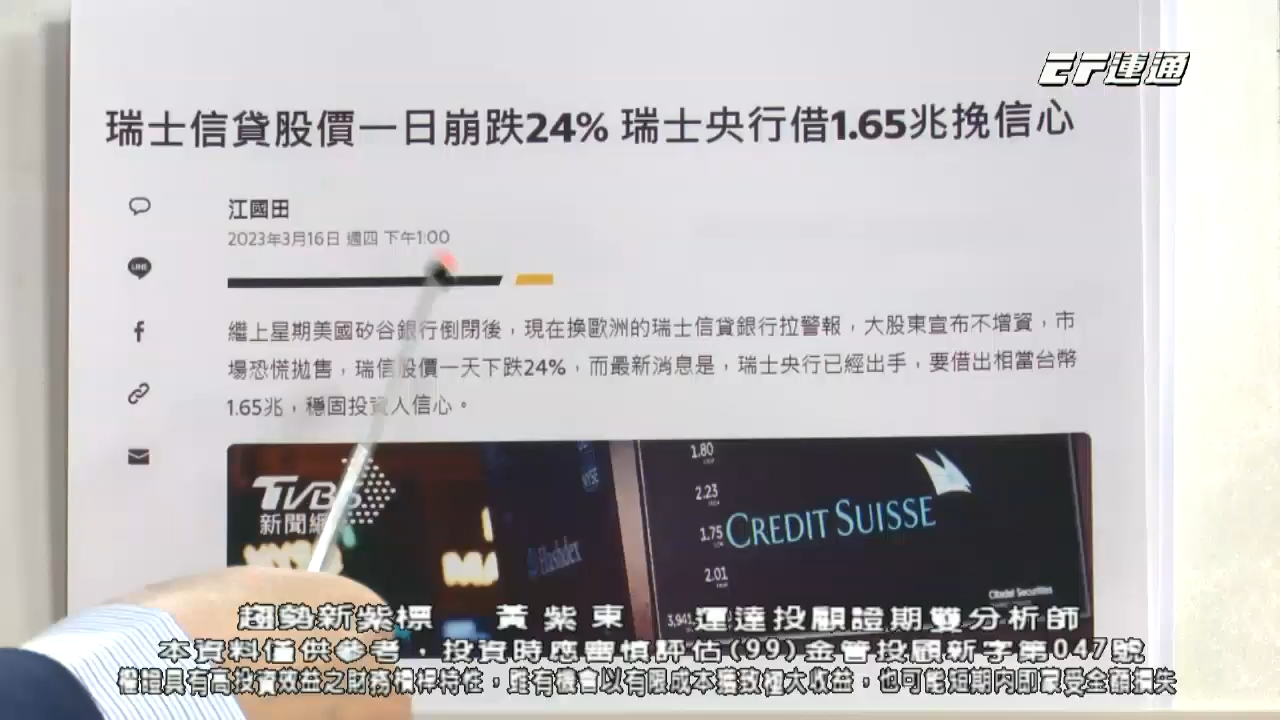 EF運通
瑞士信貸股價一日崩跌24% 瑞士央行借1.65兆挽信心
江國田
2023年3月16日 週四 下午1:00
LINE
繼上星期美國矽谷銀行倒閉後，現在換歐洲的瑞士信貸銀行拉警報，大股東宣布不增資，市
場恐慌拋售，瑞信股價一天下跌24%，而最新消息是，瑞士央行已經出手，要借出相當台幣
1.65兆，穩固投資人信心。
TVBS
新聞網
NYSE
1.80
2.23
1.75
2.01
3,941
CREDIT SUISSE
Citadel Securities
趨勢新紫標 黃紫東 運達投顧證期雙分析師
本資料僅供參考，投資時應審慎評估(99)金管投顧新字第047號
權證具有高投資效益之財務槓桿特性，雖有機會以有限成本獲致極大收益，也可能短期內即蒙受全額損失